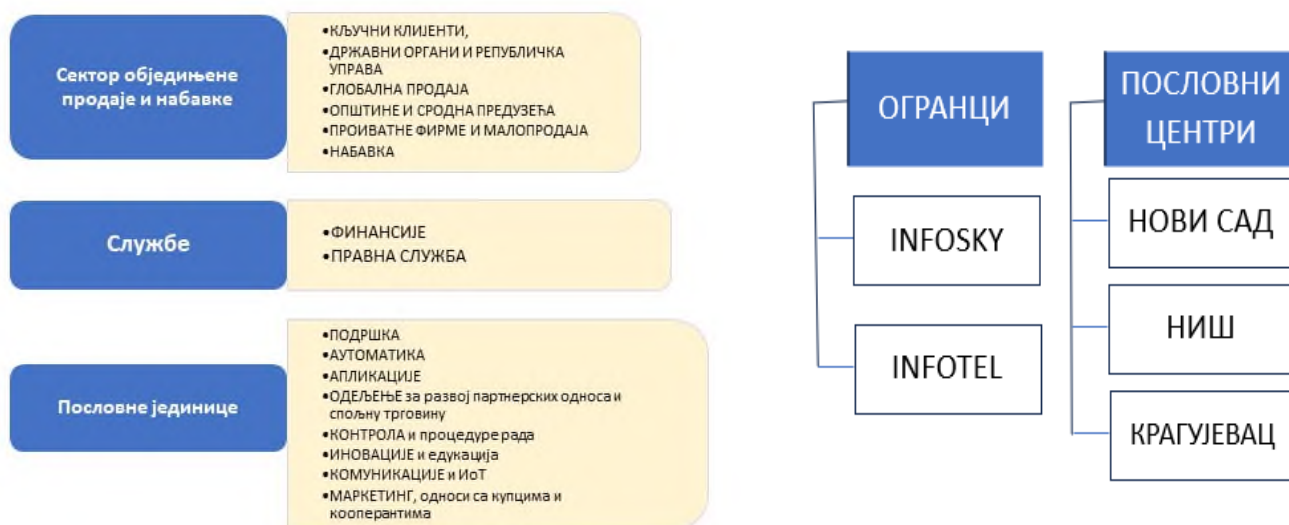 Сектор обједињене
продаје и набавке
•КЉУЧНИ КЛИЈЕНТИ,
•ДРЖАВНИ ОРГАНИ И РЕПУБЛИЧКА
УПРАВА
•ГЛОБАЛНА ПРОДАЈА
•ОПШТИНЕ И СРОДНА ПРЕДУЗЕЋА
•ПРОИВАТНЕ ФИРМЕ И МАЛОПРОДАЈА
•НАБАВКА
Службе
•ФИНАНСИЈЕ
•ПРАВНА СЛУЖБА
Пословне јединице
•ПОДРШКА
•АУТОМАТИКА
•АПЛИКАЦИЈЕ
•ОДЕЉЕЊЕ за развој партнерских односа и
спољну трговину
•КОНТРОЛА и процедуре рада
•ИНОВАЦИЈЕ и едукација
•КОМУНИКАЦИЈЕ и ИоТ
•МАРКЕТИНГ, односи са купцима и
кооперантима
ОГРАНЦИ
INFOSKY
INFOTEL
ПОСЛОВНИ
ЦЕНТРИ
НОВИ САД
НИШ
КРАГУЈЕВАЦ